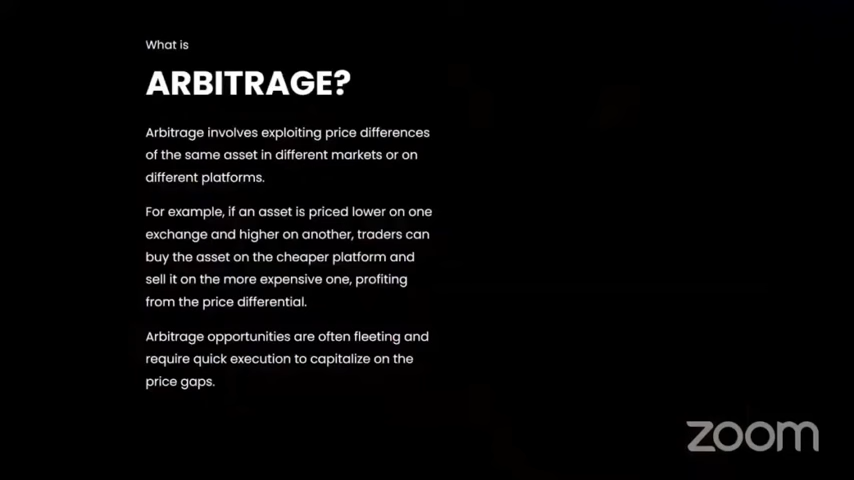 What is
ARBITRAGE?
Arbitrage involves exploiting price differences
of the same asset in different markets or on
different platforms.
For example, if an asset is priced lower on one
exchange and higher on another, traders can
buy the asset on the cheaper platform and
sell it on the more expensive one, profiting
from the price differential.
Arbitrage opportunities are often fleeting and
require quick execution to capitalize on the
price gaps.
zoom